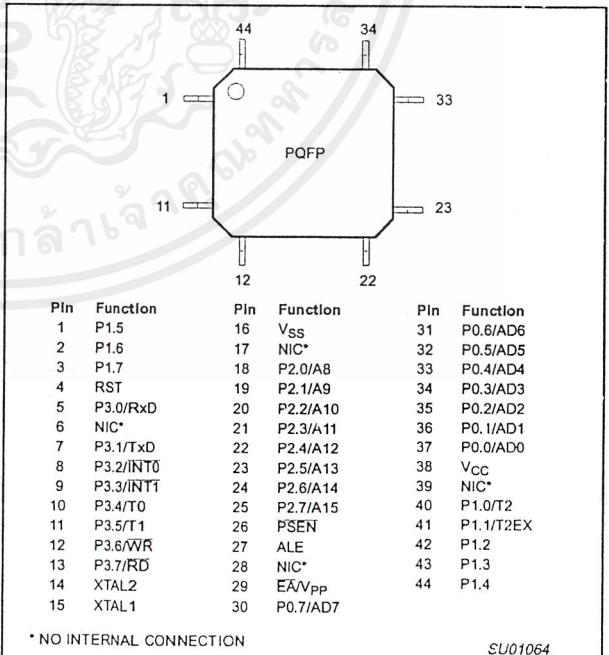 44 34
1 33
PQFP
11 23
12 22
Pin Function Pin Function Pin Function
1 P1.5 16 VSS 31 P0.6/AD6
2 P1.6 17 NIC* 32 P0.5/AD5
3 P1.7 18 P2.0/A8 33 P0.4/AD4
4 RST 19 P2.1/A9 34 P0.3/AD3
5 P3.0/RxD 20 P2.2/A10 35 P0.2/AD2
6 NIC* 21 P2.3/A11 36 P0.1/AD1
7 P3.1/TxD 22 P2.4/A12 37 P0.0/AD0
8 P3.2/INT0 23 P2.5/A13 38 VCC
9 P3.3/INT1 24 P2.6/A14 39 NIC*
10 P3.4/T0 25 P2.7/A15 40 P1.0/T2
11 P3.5/T1 26 PSEN 41 P1.1/T2EX
12 P3.6/WR 27 ALE 42 P1.2
13 P3.7/RD 28 NIC* 43 P1.3
14 XTAL2 29 EA/VPP 44 P1.4
15 XTAL1 30 P0.7/AD7
* NO INTERNAL CONNECTION
SU01064